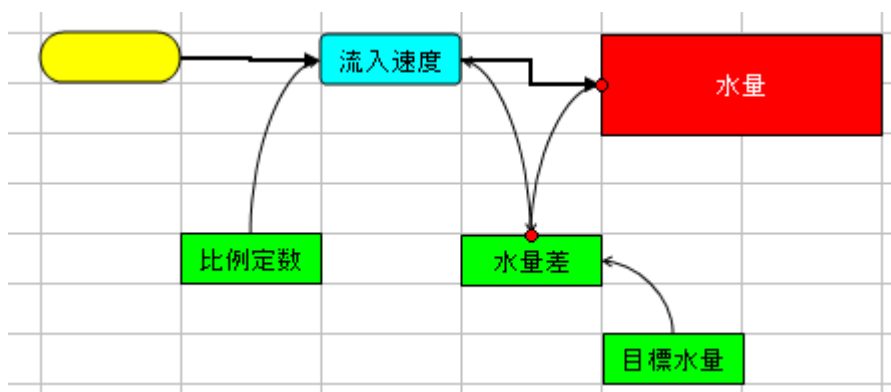 流入速度
水量
比例定数
水量差
目標水量